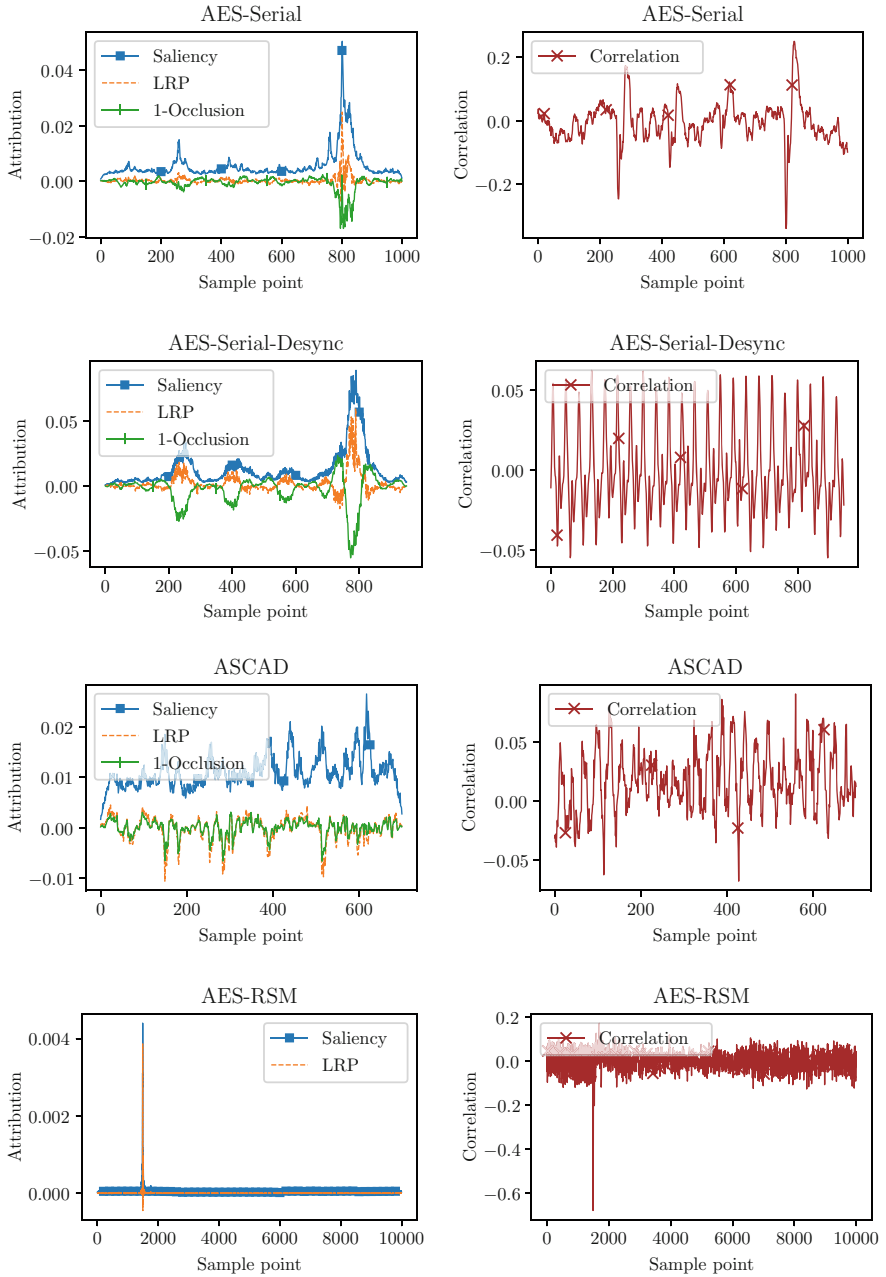 AES-Serial
Saliency
LRP
1-Occlusion
Attribution
0.04
0.02
0.00
−0.02
0 200 400 600 800 1000
Sample point
AES-Serial
Correlation
Correlation
0.2
0.0
−0.2
0 200 400 600 800 1000
Sample point
AES-Serial-Desync
Saliency
LRP
1-Occlusion
Attribution
0.05
0.00
−0.05
0 200 400 600 800
Sample point
AES-Serial-Desync
Correlation
Correlation
0.05
0.00
−0.05
0 200 400 600 800
Sample point
ASCAD
Saliency
LRP
1-Occlusion
Attribution
0.02
0.01
0.00
−0.01
0 200 400 600
Sample point
ASCAD
Correlation
Correlation
0.05
0.00
−0.05
0 200 400 600
Sample point
AES-RSM
Saliency
LRP
Attribution
0.004
0.002
0.000
0 2000 4000 6000 8000 10000
Sample point
AES-RSM
Correlation
Correlation
0.2
0.0
−0.2
−0.4
−0.6
0 2000 4000 6000 8000 10000
Sample point